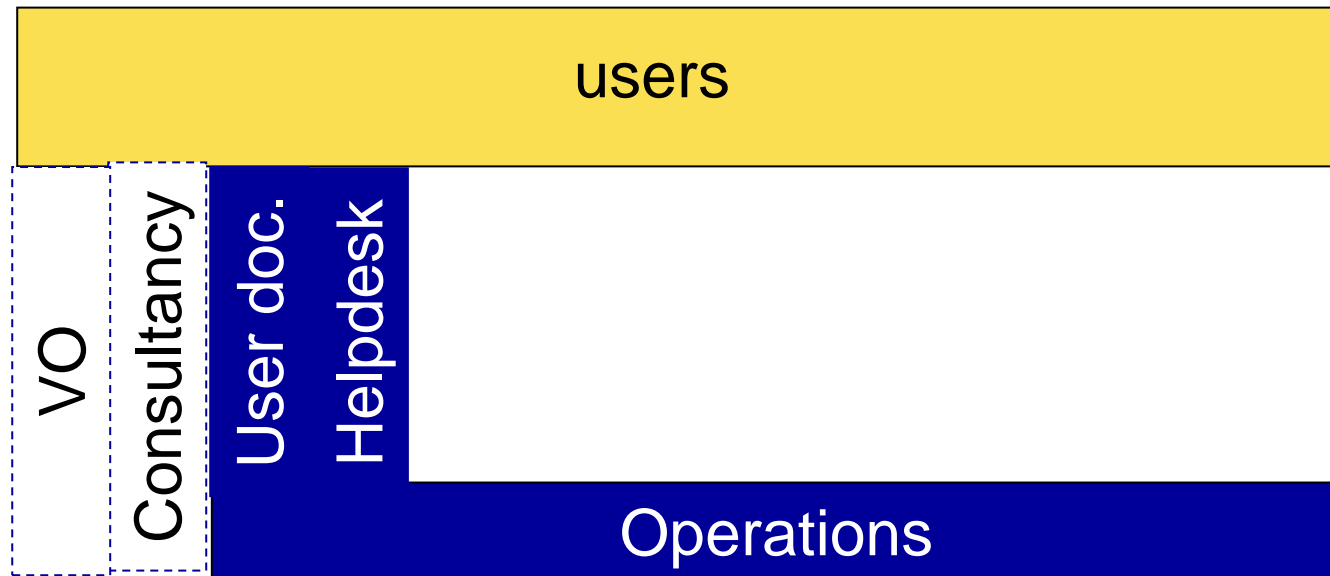 users
VO
Consultancy
User doc.
Helpdesk
Operations